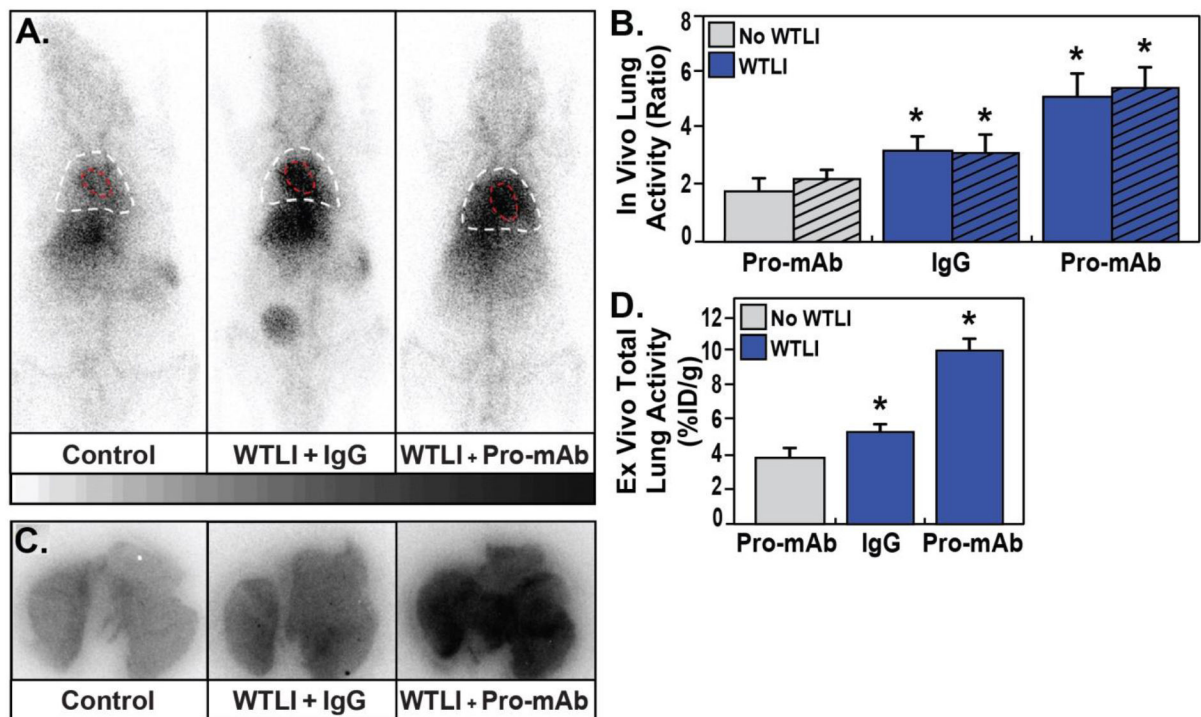 A.
Control WTLI + IgG WTLI + Pro-mAb
B.
In Vivo Lung
Activity (Ratio)
8
6
4
2
0
No WTLI
WTLI
* * * *
Pro-mAb IgG Pro-mAb
C.
Control WTLI + IgG WTLI + Pro-mAb
D.
Ex Vivo Total
Lung Activity
(%ID/g)
12
10
8
6
4
2
0
No WTLI
WTLI
* *
Pro-mAb IgG Pro-mAb